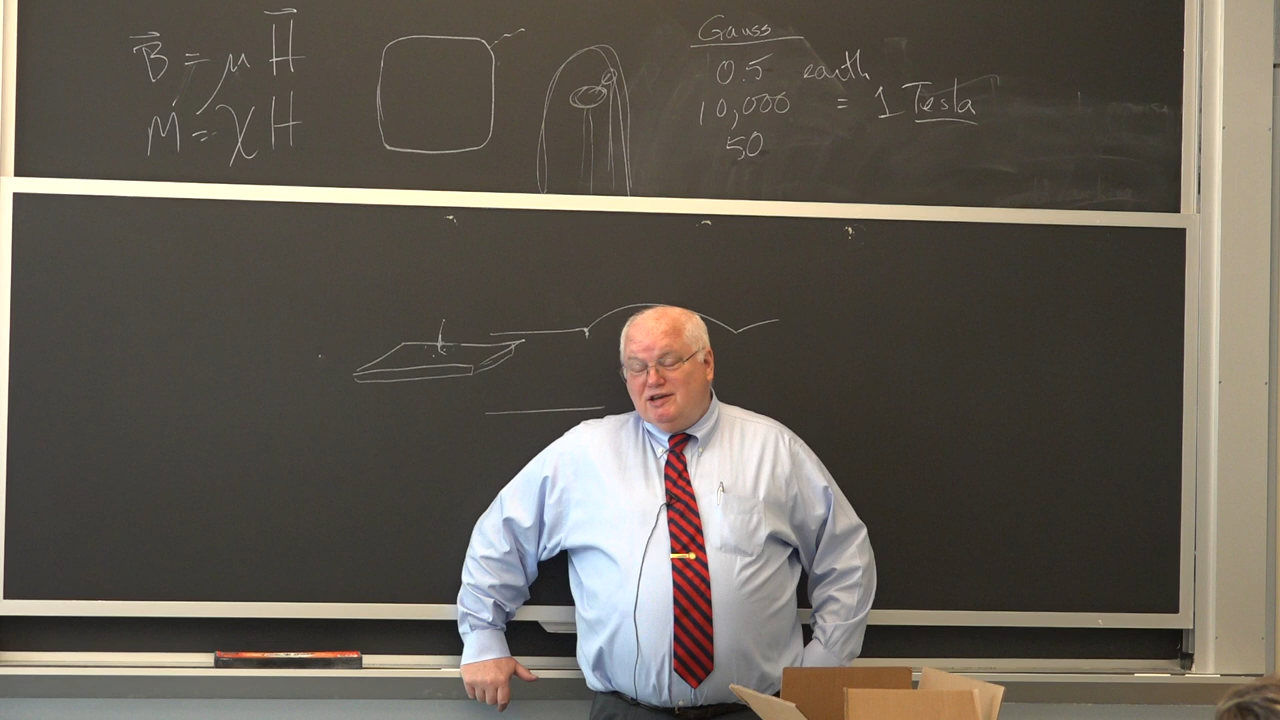 B = μ H
M = χ H
Gauss
0.5 earth
10,000 = 1 Tesla
50